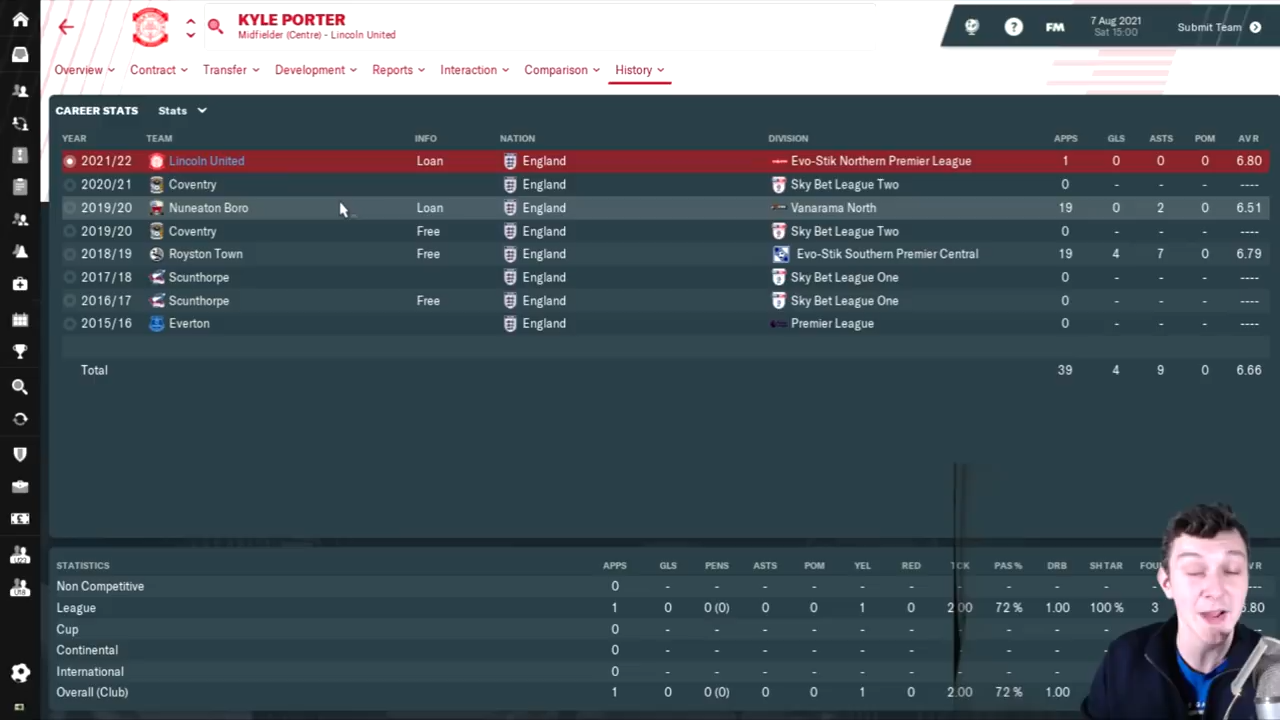 KYLE PORTER
Midfielder (Centre) - Lincoln United
FM
7 Aug 2021
Sat 15:00
Submit Team
Overview Contract Transfer Development Reports Interaction Comparison History
CAREER STATS Stats
YEAR TEAM INFO NATION DIVISION APPS GLS ASTS POM AVR
2021/22 Lincoln United Loan England Evo-Stik Northern Premier League 1 0 0 0 6.80
2020/21 Coventry England Sky Bet League Two 0 - - - ----
2019/20 Nuneaton Boro Loan England Vanarama North 19 0 2 0 6.51
2019/20 Coventry Free England Sky Bet League Two 0 - - - ----
2018/19 Royston Town Free England Evo-Stik Southern Premier Central 19 4 7 0 6.79
2017/18 Scunthorpe England Sky Bet League One 0 - - - ----
2016/17 Scunthorpe Free England Sky Bet League One 0 - - - ----
2015/16 Everton England Premier League 0 - - - ----
Total 39 4 9 0 6.66
STATISTICS APPS GLS PENS ASTS POM YEL RED TCK PAS % DRB SH TAR
Non Competitive 0 - - - - - - - - - -
League 1 0 0 (0) 0 0 1 0 2.00 72 % 1.00 100 % 3
Cup 0 - - - - - - - - - -
Continental 0 - - - - - - - - - -
International 0 - - - - - - - - - -
Overall (Club) 1 0 0 (0) 0 0 1 0 2.00 72 % 1.00
U23
U18